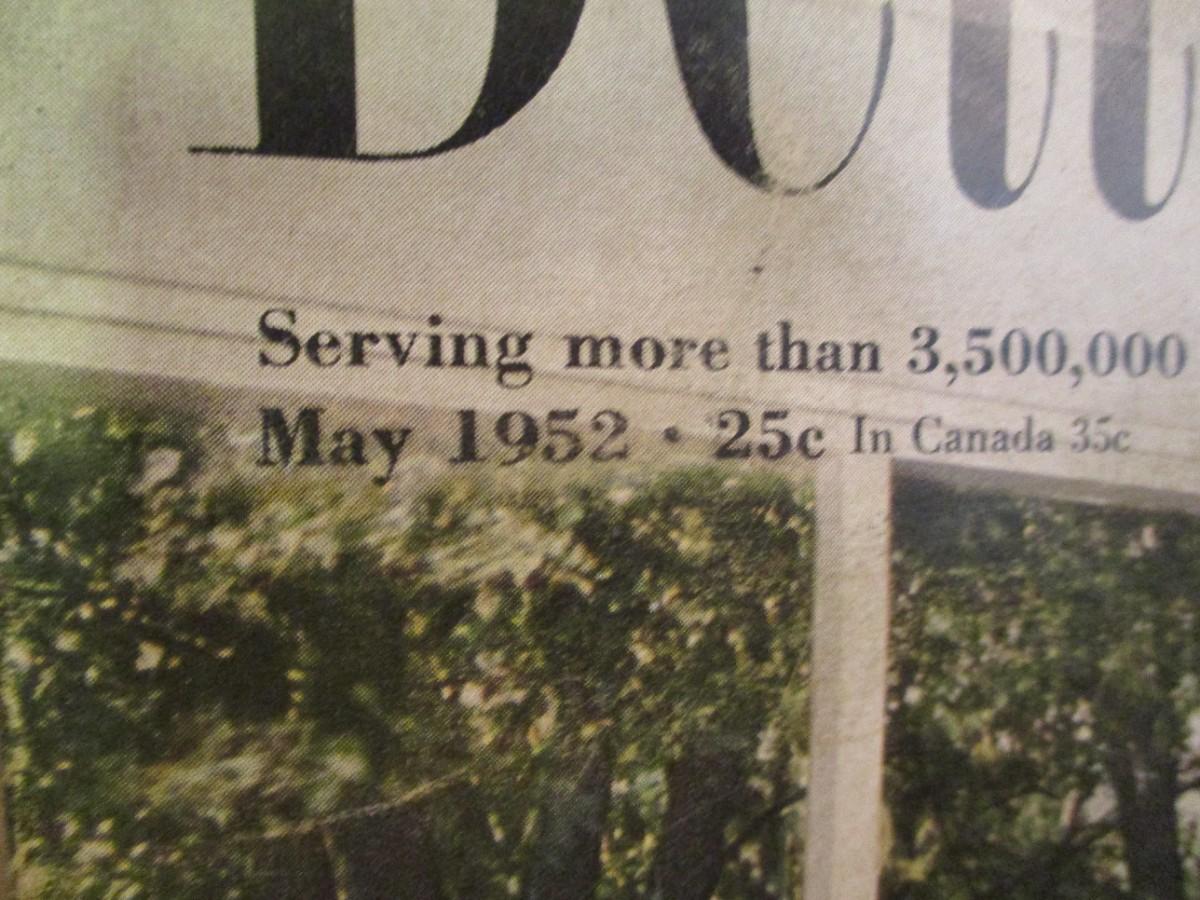 Serving more than 3,500,000
May 1952 • 25c In Canada 35c